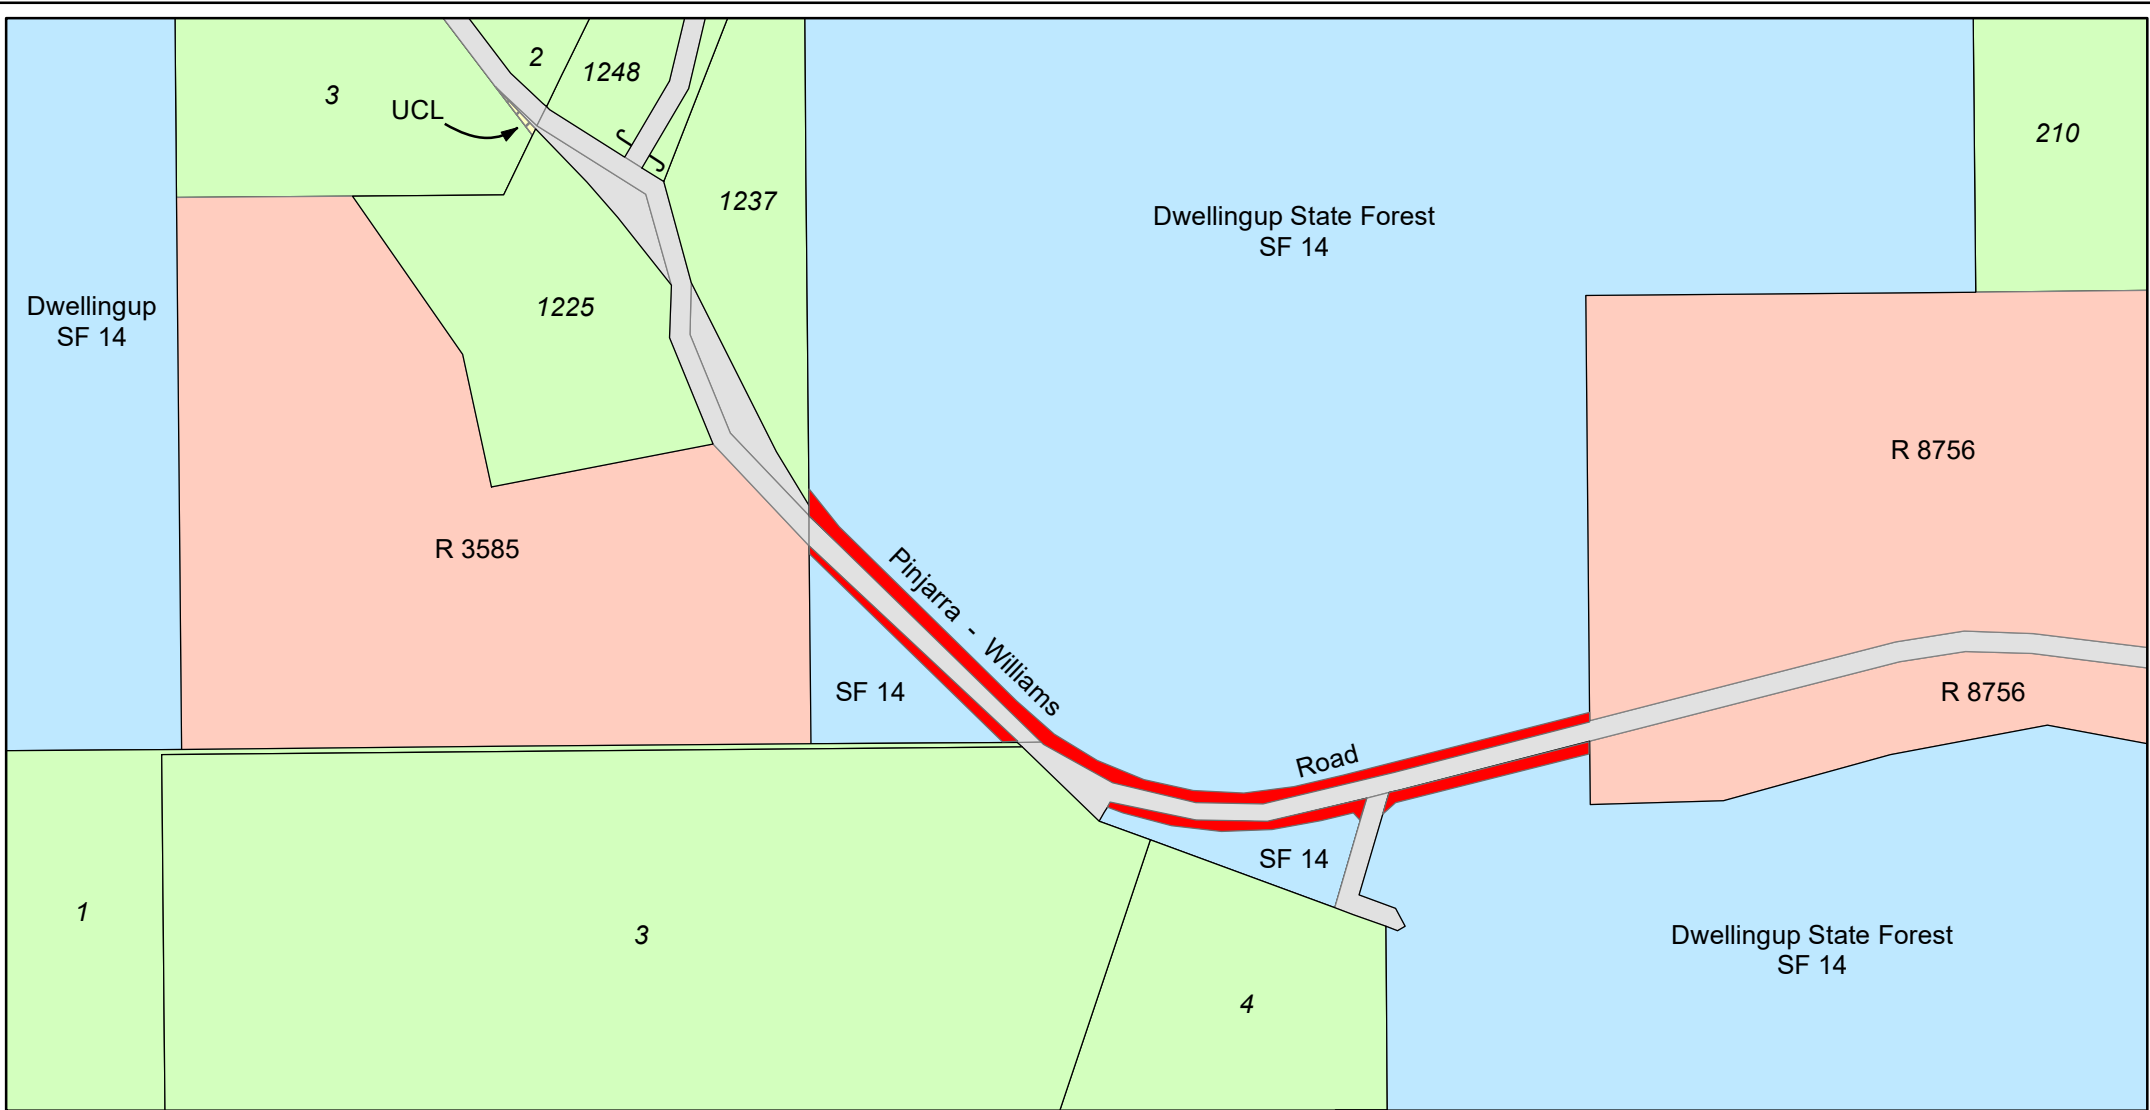 2
1248
3
UCL
210
1237
Dwellingup State Forest
SF 14
Dwellingup
SF 14
1225
R 8756
R 3585
Pinjarra - Williams
Road
SF 14
R 8756
SF 14
1
3
Dwellingup State Forest
SF 14
4